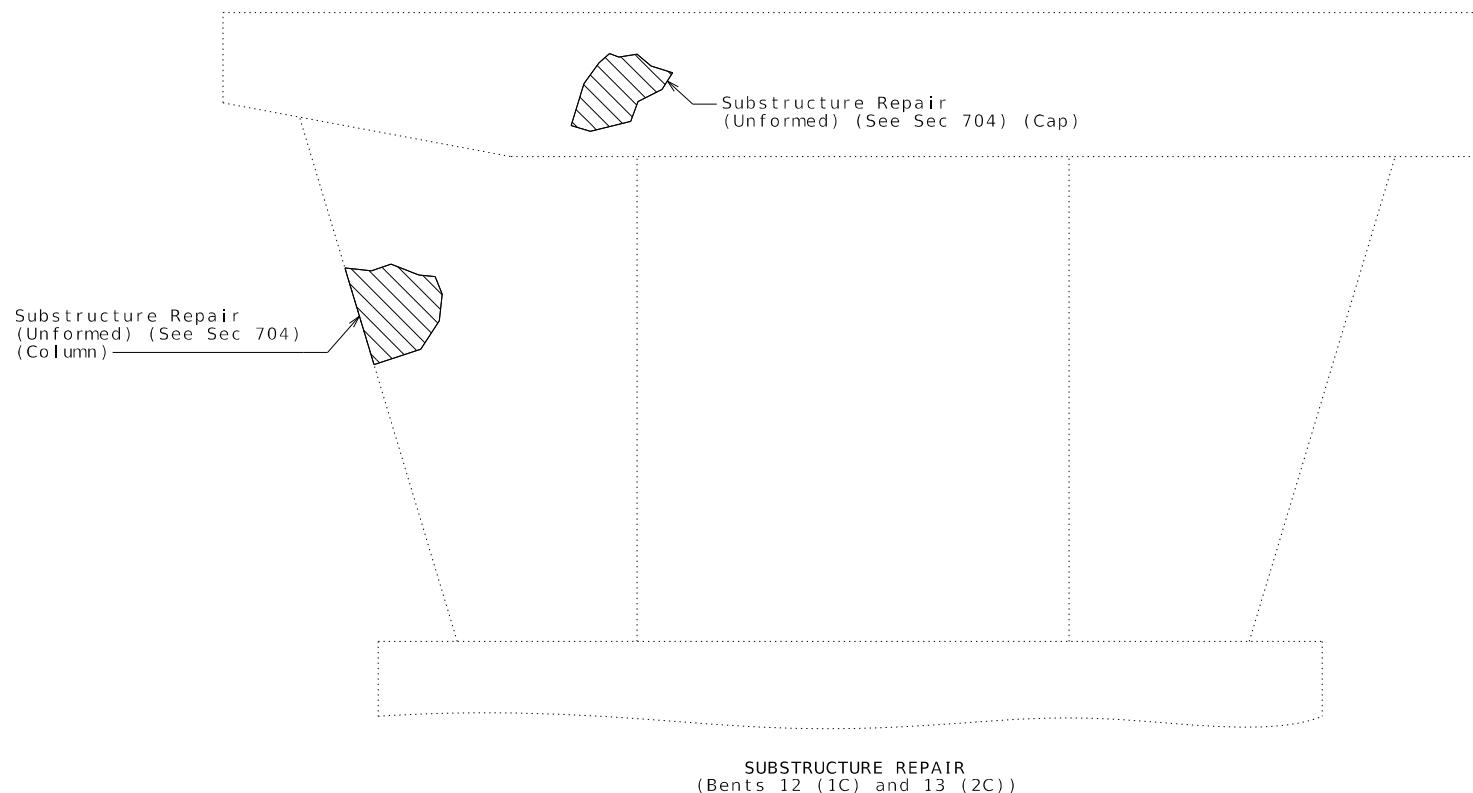 Substructure Repair
(Unformed) (See Sec 704) (Cap)
Substructure Repair
(Unformed) (See Sec 704)
(Column)
SUBSTRUCTURE REPAIR
(Bents 12 (1C) and 13 (2C))